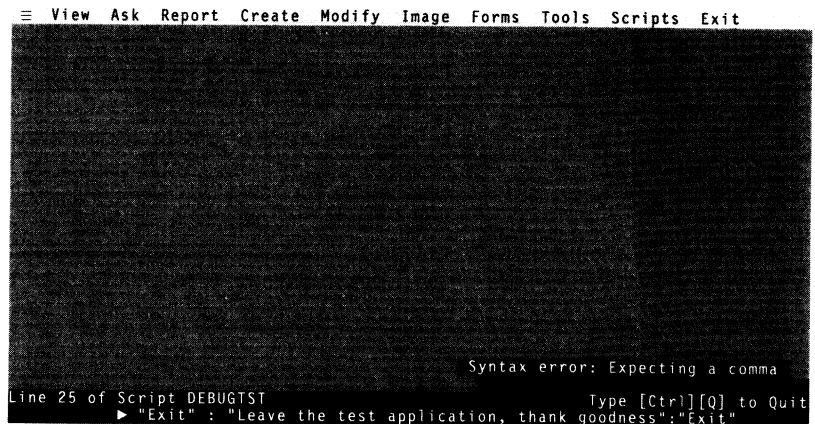 ≡ View Ask Report Create Modify Image Forms Tools Scripts Exit
Syntax error: Expecting a comma
Line 25 of Script DEBUGTST Type [Ctrl][Q] to Quit
► "Exit" : "Leave the test application, thank goodness":"Exit"